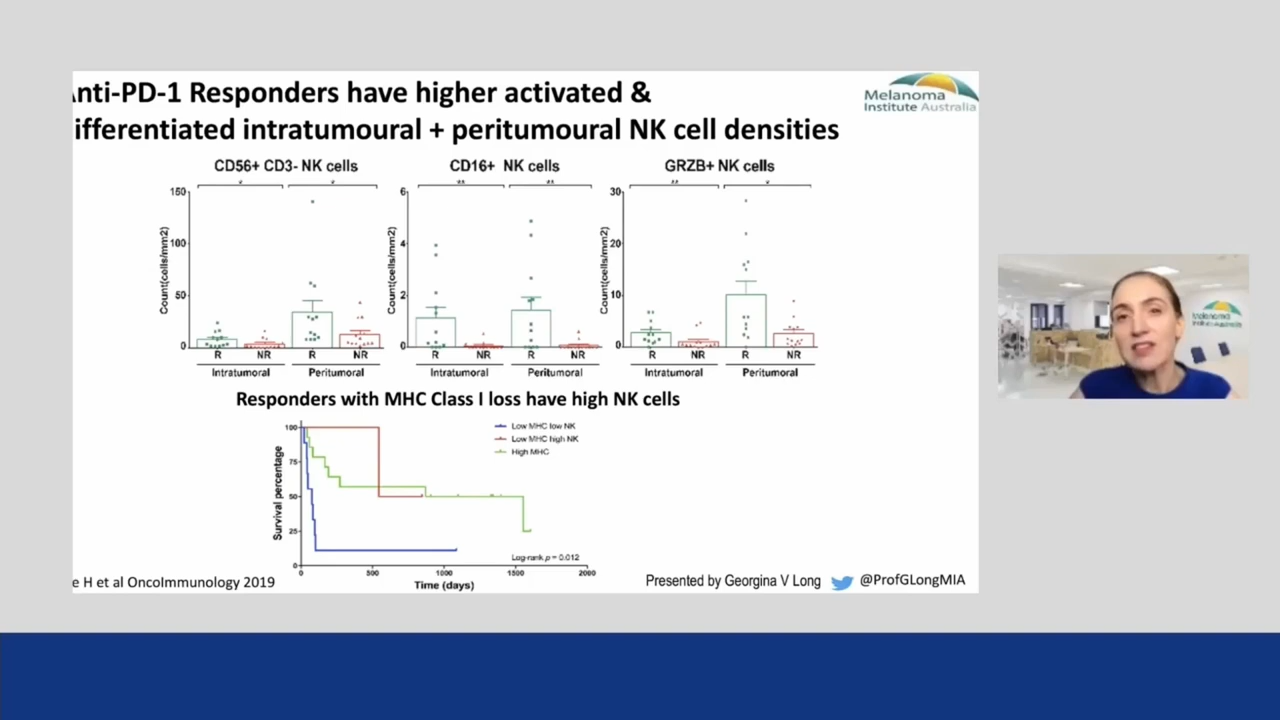 Anti-PD-1 Responders have higher activated &
ifferentiated intratumoural + peritumoural NK cell densities
Melanoma
Institute Australia
CD56+ CD3- NK cells
CD16+ NK cells
GRZB+ NK cells
Count(cells/mm2)
150
100
50
0
R
NR
R
NR
Intratumoral
Peritumoral
Count(cells/mm2)
6
4
2
0
R
NR
R
NR
Intratumoral
Peritumoral
Count(cells/mm2)
30
20
10
0
R
NR
R
NR
Intratumoral
Peritumoral
Responders with MHC Class I loss have high NK cells
Survival percentage
100
75
50
25
0
0
500
1000
1500
2000
Time (days)
Low MHC low NK
Low MHC high NK
High MHC
Log-rank p = 0.012
e H et al OncoImmunology 2019
Presented by Georgina V Long
@ProfGLongMIA
Melanoma
Institute Australia